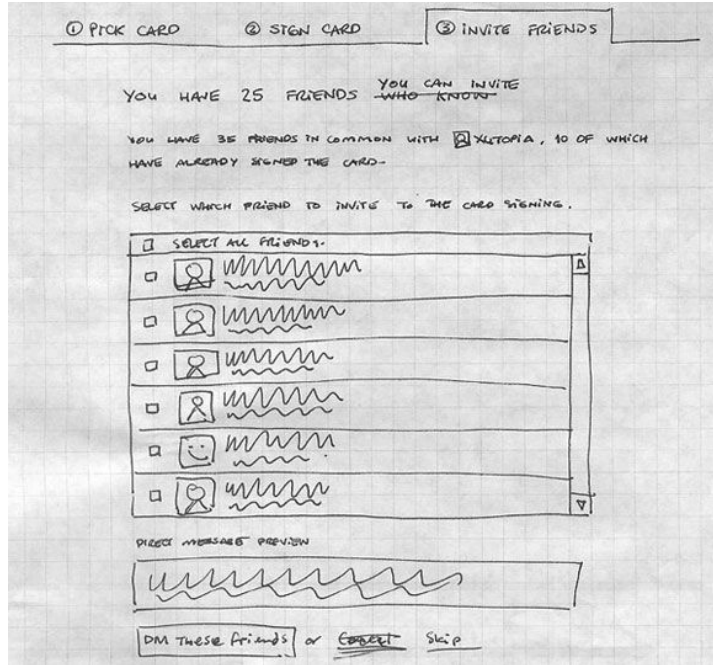 ① PICK CARD ② SIGN CARD ③ INVITE FRIENDS
YOU CAN INVITE
YOU HAVE 25 FRIENDS WHO KNOW
YOU HAVE 35 FRIENDS IN COMMON WITH XUTOPIA, 10 OF WHICH
HAVE ALREADY SIGNED THE CARD.
SELECT WHICH FRIEND TO INVITE TO THE CARD SIGNING.
SELECT ALL FRIENDS.
DIRECT MESSAGE PREVIEW
DM These friends or Skip